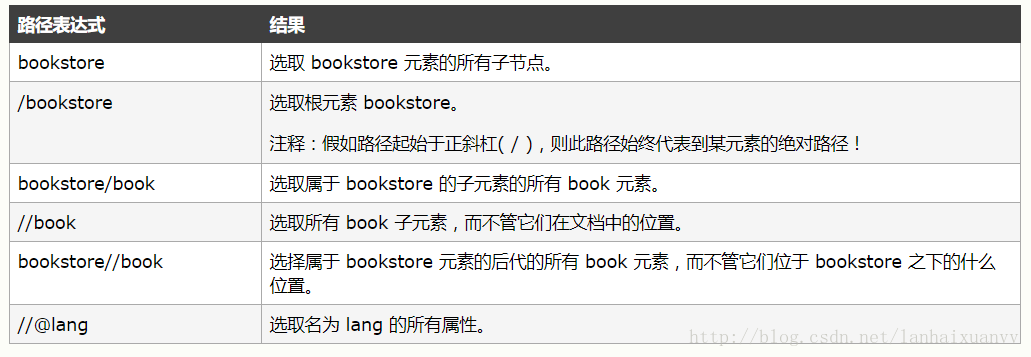 路径表达式 结果
bookstore 选取 bookstore 元素的所有子节点。
/bookstore 选取根元素 bookstore。
注释：假如路径起始于正斜杠( / )，则此路径始终代表到某元素的绝对路径！
bookstore/book 选取属于 bookstore 的子元素的所有 book 元素。
//book 选取所有 book 子元素，而不管它们在文档中的位置。
bookstore//book 选择属于 bookstore 元素的后代的所有 book 元素，而不管它们位于 bookstore 之下的什么
位置。
//@lang 选取名为 lang 的所有属性。
http://blog.csdn.net/lanhaixuanvv